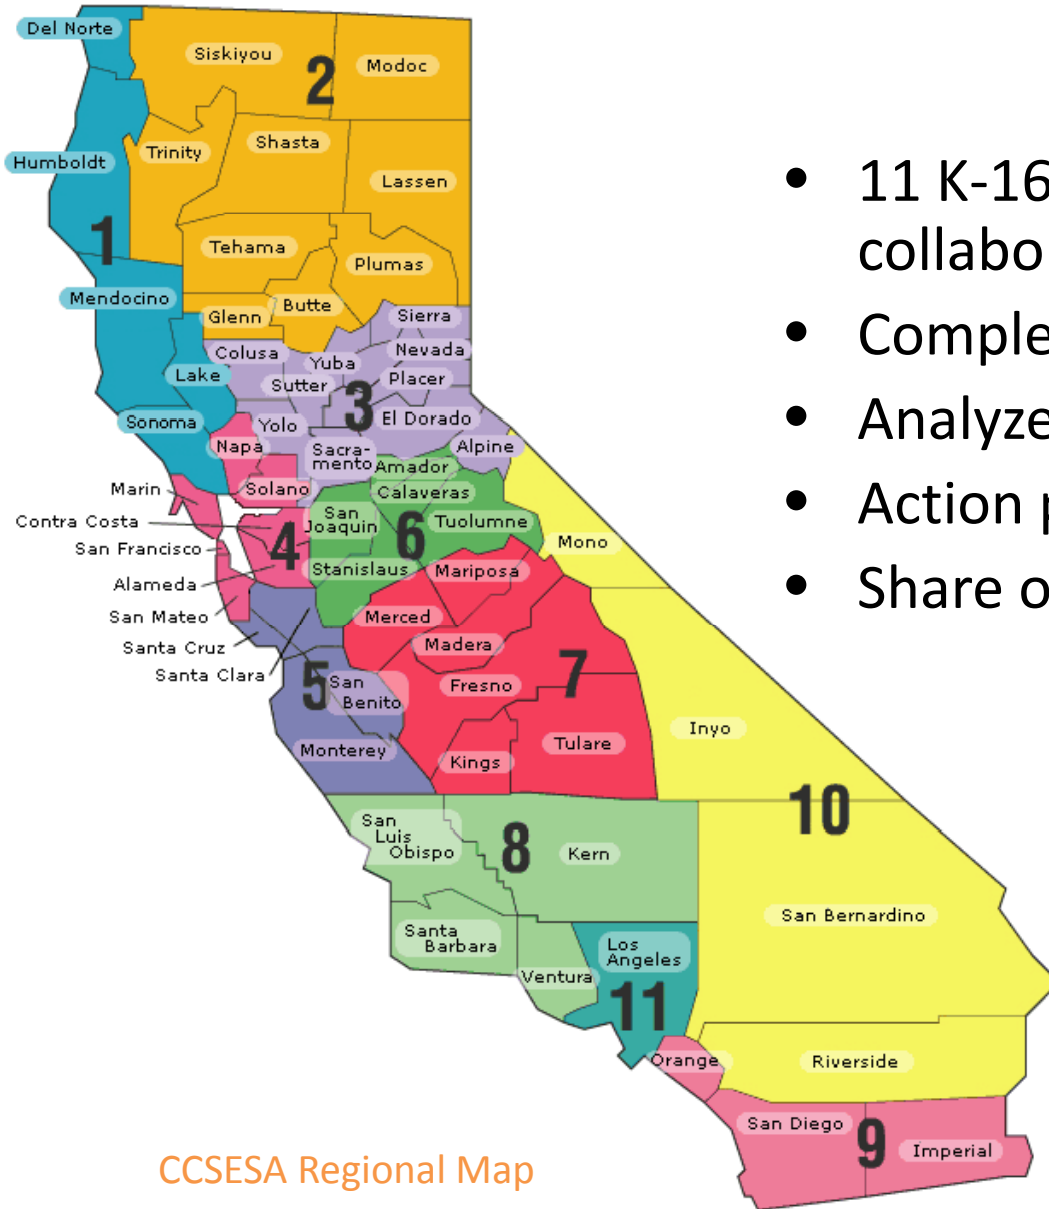 Del Norte
Siskiyou
2
Modoc
Humboldt
Trinity
Shasta
Lassen
1
Tehama
Plumas
Mendocino
Glenn
Butte
Sierra
Colusa
Yuba
Nevada
Lake
Sutter
Placer
3
Sonoma
Yolo
El Dorado
Napa
Sacra-
mento
Alpine
Amador
Marin
Solano
Calaveras
Contra Costa
San
Joaquin
Tuolumne
4
6
Mono
San Francisco
Alameda
Stanislaus
Mariposa
San Mateo
Merced
Santa Cruz
Madera
Santa Clara
5
San
Benito
Fresno
7
Monterey
Kings
Tulare
Inyo
10
San
Luis
Obispo
8
Kern
San Bernardino
Santa
Barbara
Los
Angeles
Ventura
11
Orange
Riverside
San Diego
9
Imperial
CCSESA Regional Map
• 11 K-16
collabo
• Comple
• Analyze
• Action p
• Share o